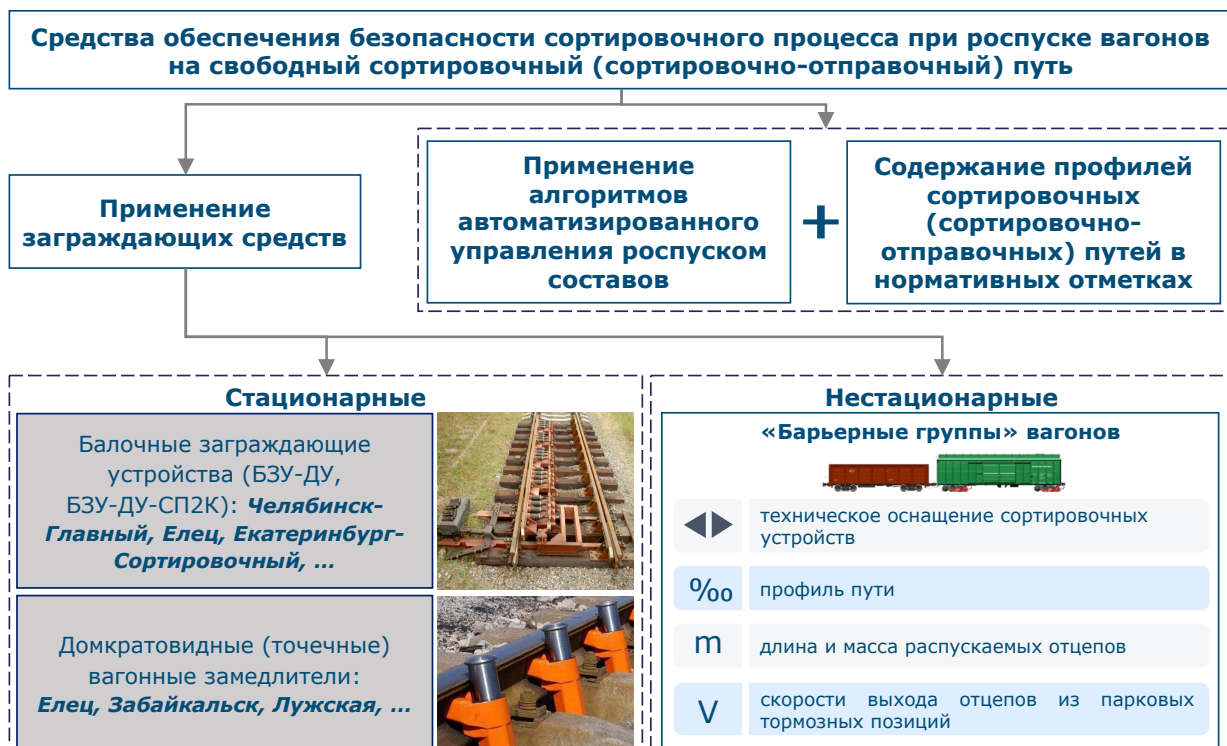 Средства обеспечения безопасности сортировочного процесса при роспуске вагонов
на свободный сортировочный (сортировочно-отправочный) путь
Применение
заграждающих средств
Применение
алгоритмов
автоматизированного
управления роспуском
составов
+
Содержание профилей
сортировочных
(сортировочно-
отправочных) путей в
нормативных отметках
Стационарные
Балочные заграждающие
устройства (БЗУ-ДУ,
БЗУ-ДУ-СП2К): Челябинск-
Главный, Елец, Екатеринбург-
Сортировочный, ...
Домкратовидные (точечные)
вагонные замедлители:
Елец, Забайкальск, Лужская, ...
Нестационарные
«Барьерные группы» вагонов
техническое оснащение сортировочных
устройств
‰ профиль пути
m длина и масса распускаемых отцепов
V скорости выхода отцепов из парковых
тормозных позиций